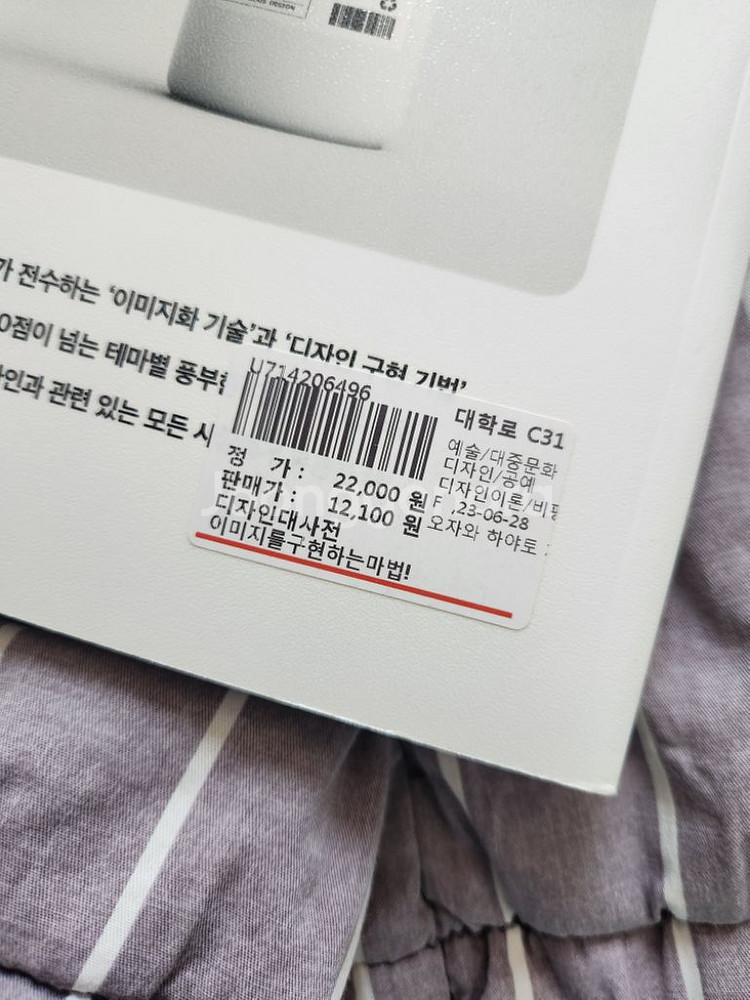 가 전수하는 '이미지화 기술'과 '디자인 구현 기법'
0점이 넘는 테마별 풍부한
인과 관련 있는 모든 시
U714206496
대학로 C31
예술/대중문화
디자인/공예
디자인이론/비평
정 가 : 22,000 원
판매가 : 12,100 원
,23-06-28
디자인대사전
오자와 하야토
이미지를구현하는마법!